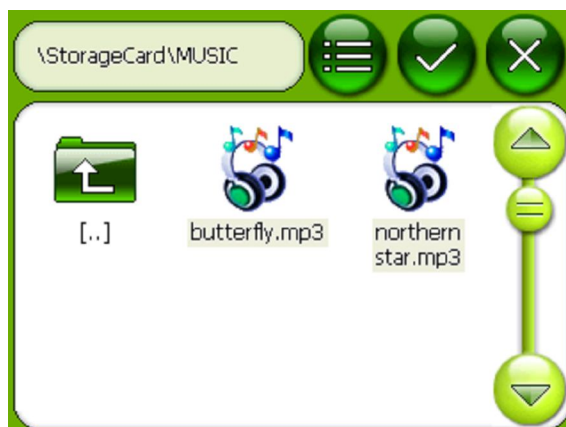 \StorageCard\MUSIC
[..]
butterfly.mp3
northern
star.mp3